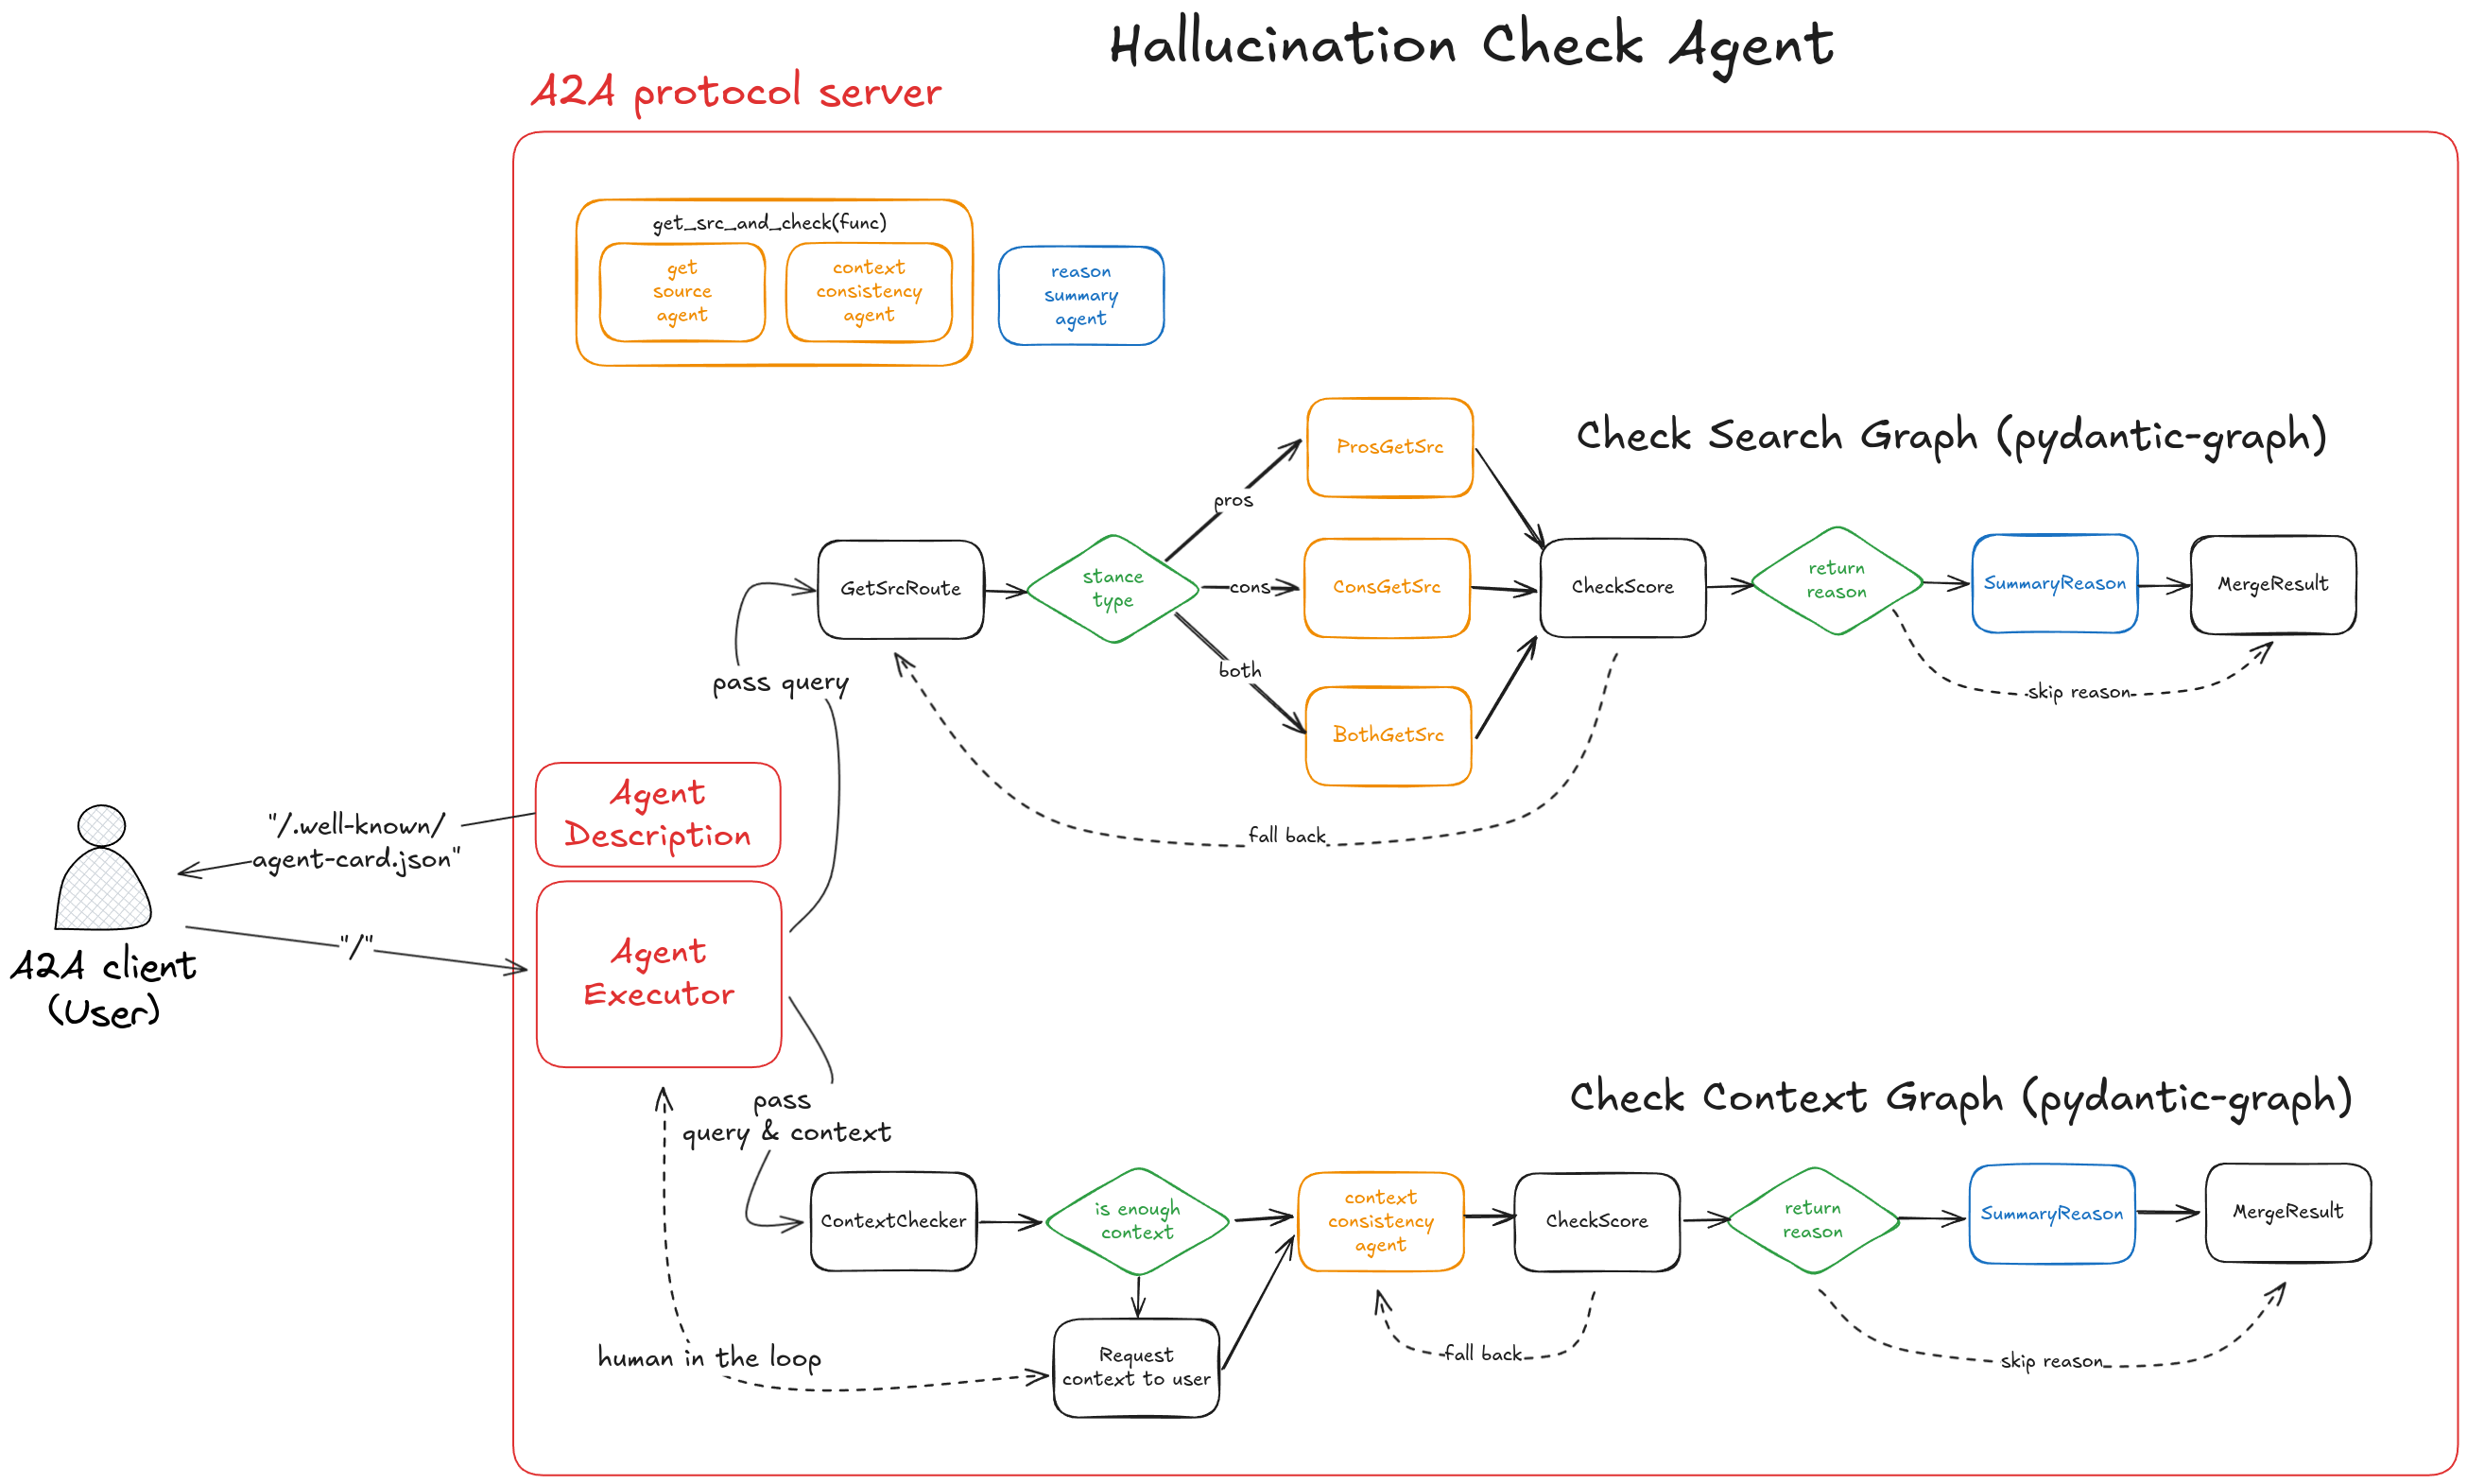 Hallucination Check Agent
A2A protocol server
get_src_and_check(func)
get
source
agent
context
consistency
agent
reason
summary
agent
Check Search Graph (pydantic-graph)
pass query
GetSrcRoute
stance
type
pros
cons
both
ProsGetSrc
ConsGetSrc
BothGetSrc
CheckScore
return
reason
SummaryReason
MergeResult
skip reason
fall back
Agent
Description
"/.well-known/
agent-card.json"
"/"
A2A client
(User)
Agent
Executor
pass
query & context
Check Context Graph (pydantic-graph)
ContextChecker
is enough
context
context
consistency
agent
CheckScore
return
reason
SummaryReason
MergeResult
human in the loop
Request
context to user
fall back
skip reason